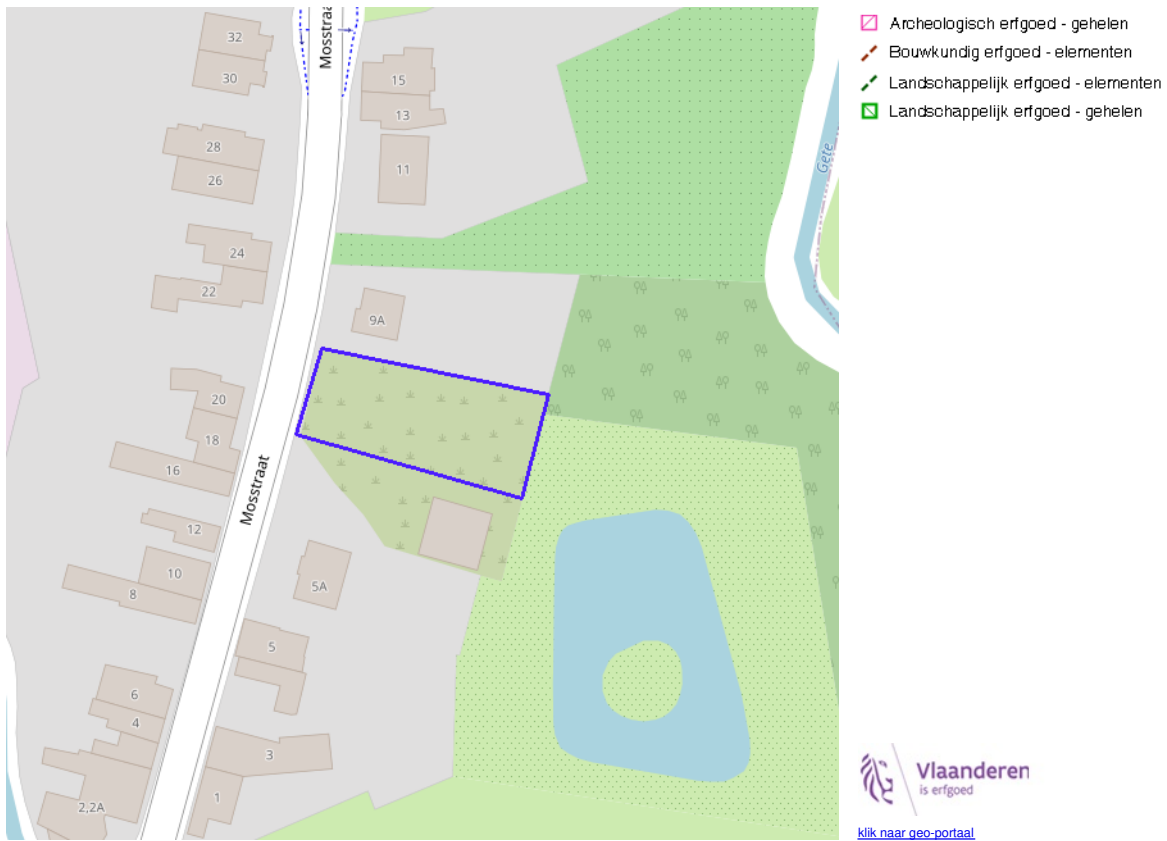 32
30
Mosstraa
15
13
11
28
26
24
22
9A
20
18
16
Mosstraat
12
10
8
5A
5
6
4
3
2,2A
1
Gete
Archeologisch erfgoed - gehelen
Bouwkundig erfgoed - elementen
Landschappelijk erfgoed - elementen
Landschappelijk erfgoed - gehelen
Vlaanderen
is erfgoed
klik naar geo-portaal